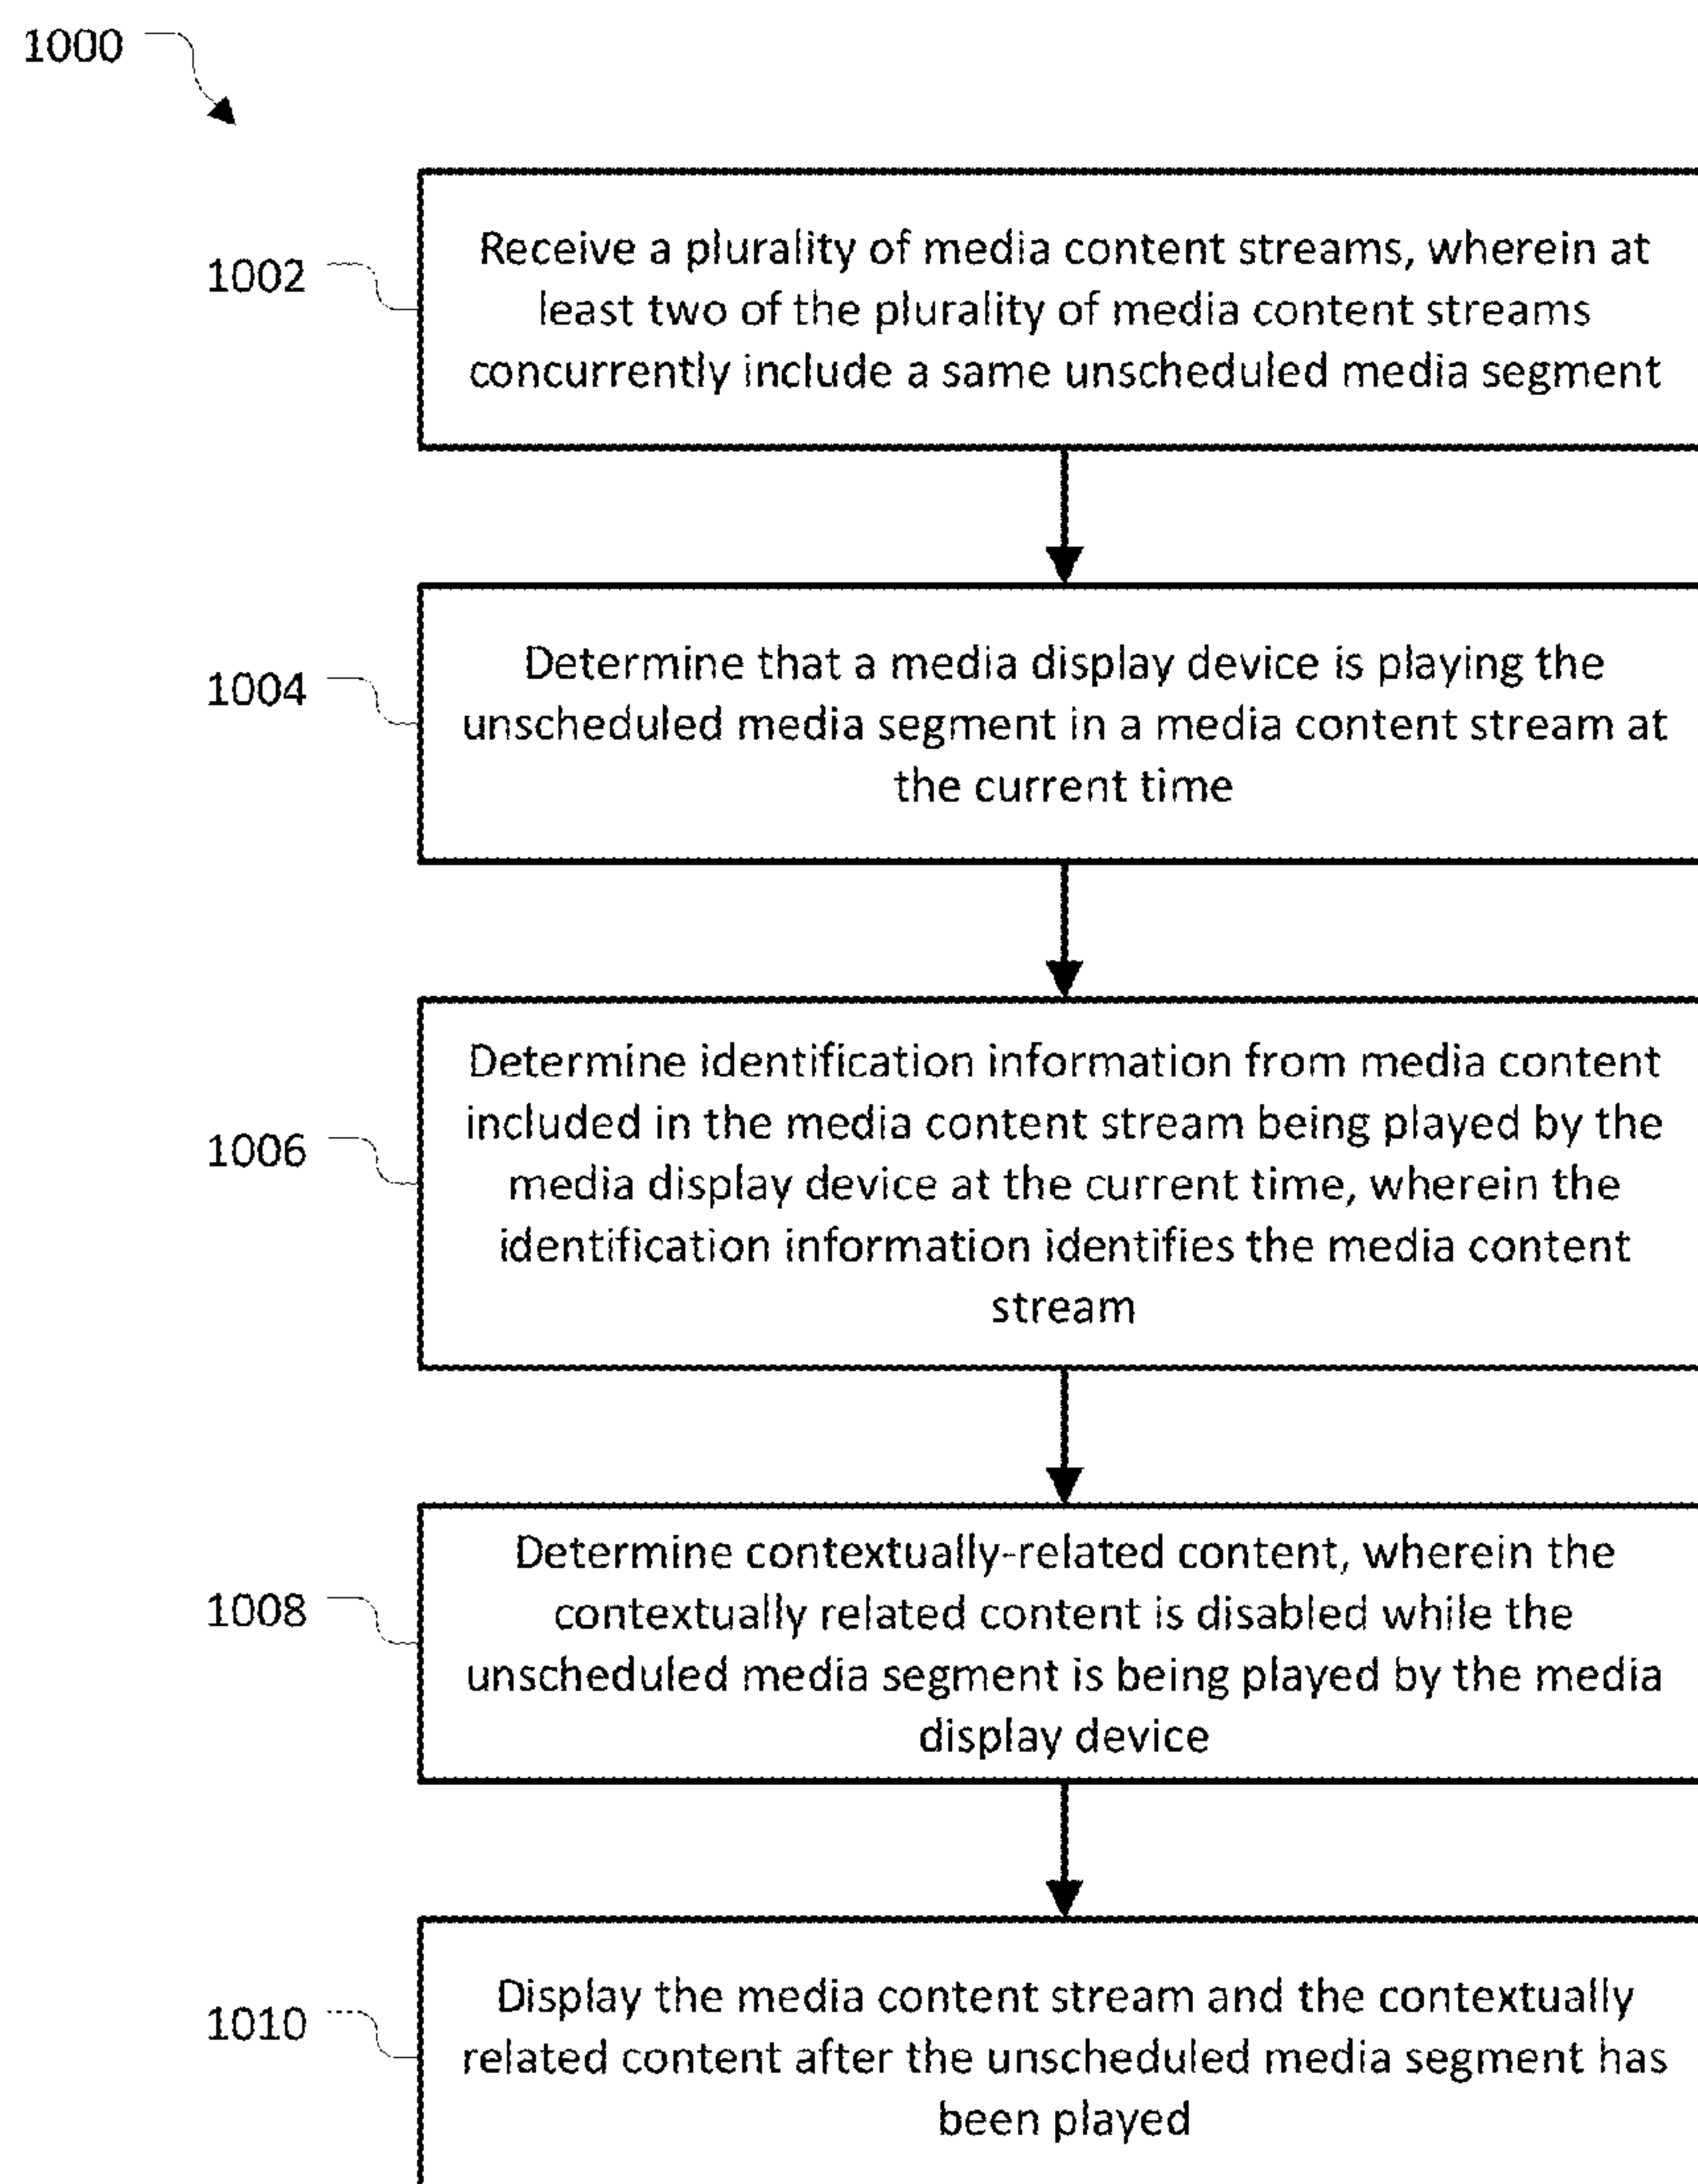 1000
1002
Receive a plurality of media content streams, wherein at
least two of the plurality of media content streams
concurrently include a same unscheduled media segment
1004
Determine that a media display device is playing the
unscheduled media segment in a media content stream at
the current time
1006
Determine identification information from media content
included in the media content stream being played by the
media display device at the current time, wherein the
identification information identifies the media content
stream
1008
Determine contextually-related content, wherein the
contextually related content is disabled while the
unscheduled media segment is being played by the media
display device
1010
Display the media content stream and the contextually
related content after the unscheduled media segment has
been played